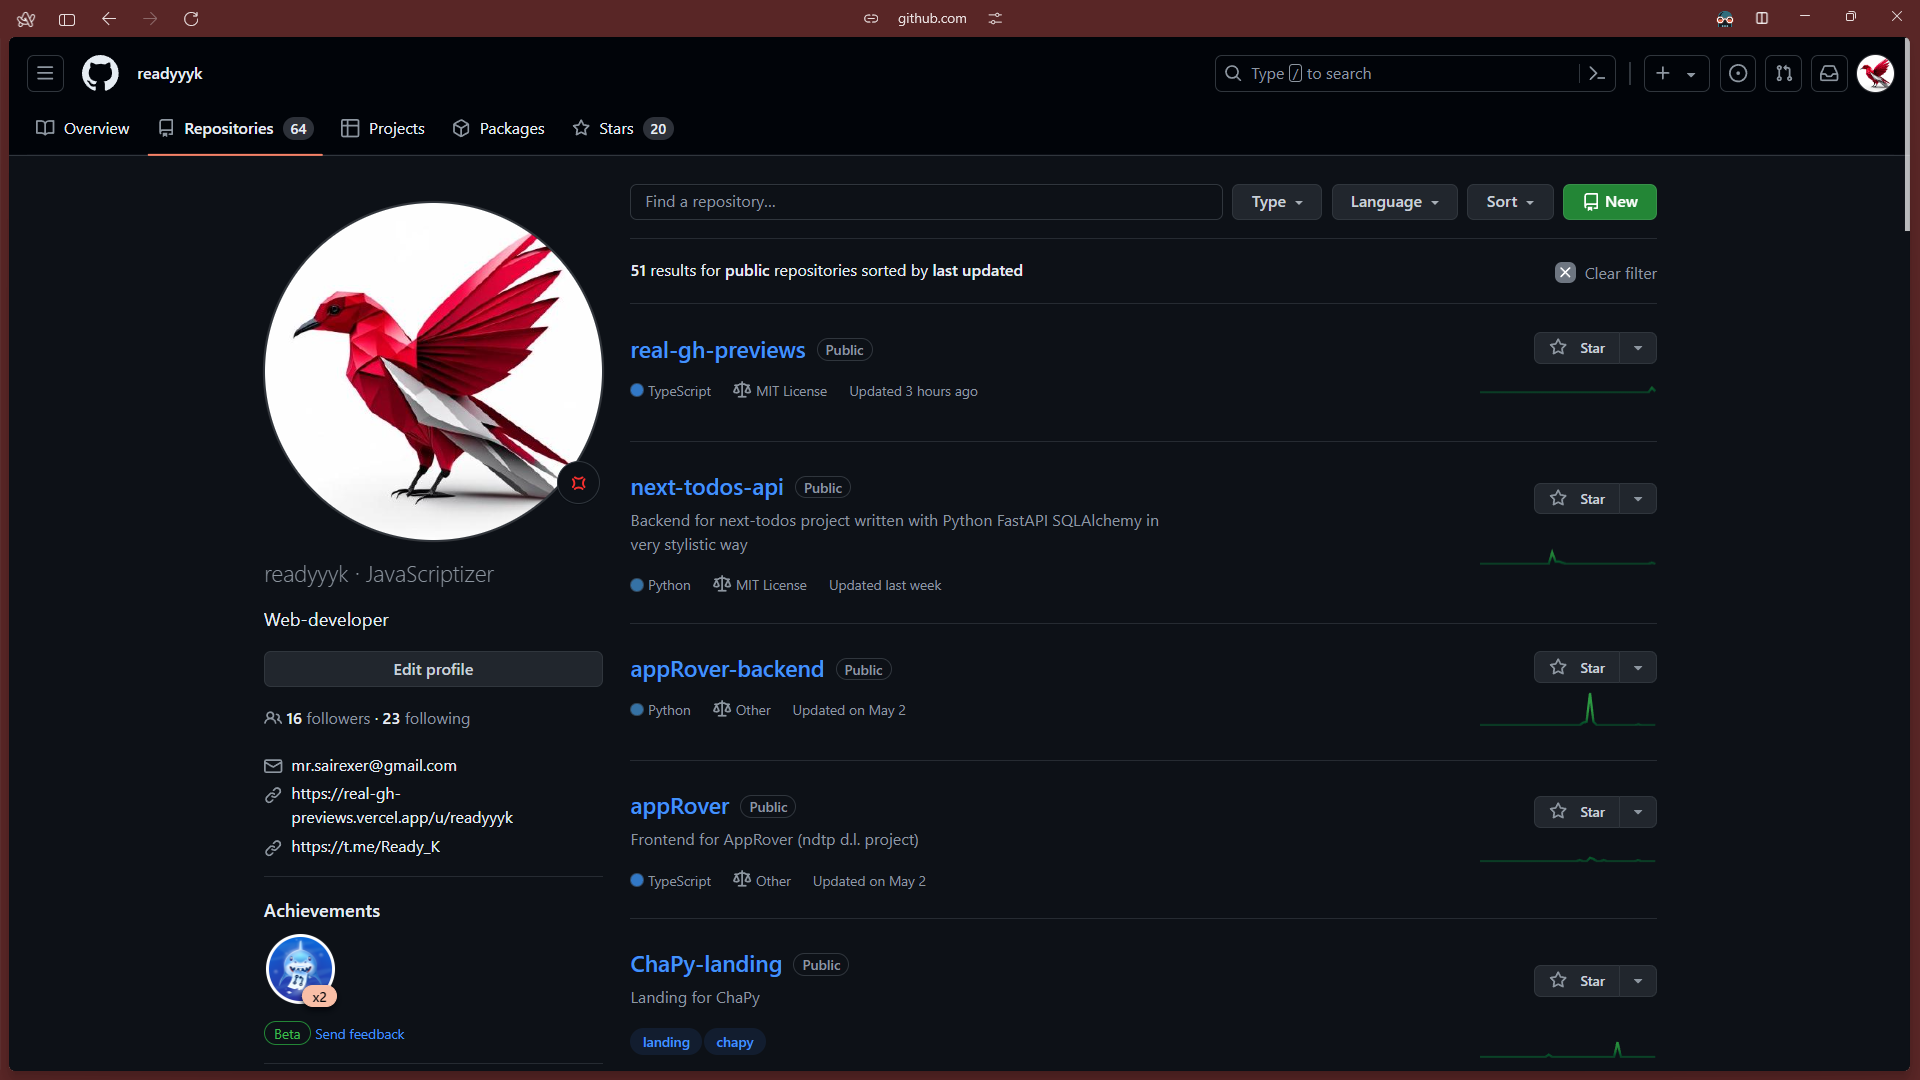 github.com
readyyyk
Type / to search
Overview
Repositories 64
Projects
Packages
Stars 20
Find a repository...
Type
Language
Sort
New
51 results for public repositories sorted by last updated
Clear filter
real-gh-previews Public
Star
TypeScript MIT License Updated 3 hours ago
next-todos-api Public
Star
Backend for next-todos project written with Python FastAPI SQLAlchemy in
very stylistic way
Python MIT License Updated last week
appRover-backend Public
Star
Python Other Updated on May 2
appRover Public
Star
Frontend for AppRover (ndtp d.l. project)
TypeScript Other Updated on May 2
ChaPy-landing Public
Star
Landing for ChaPy
landing chapy
readyyyk · JavaScriptizer
Web-developer
Edit profile
16 followers · 23 following
mr.sairexer@gmail.com
https://real-gh-
previews.vercel.app/u/readyyyk
https://t.me/Ready_K
Achievements
x2
Beta Send feedback